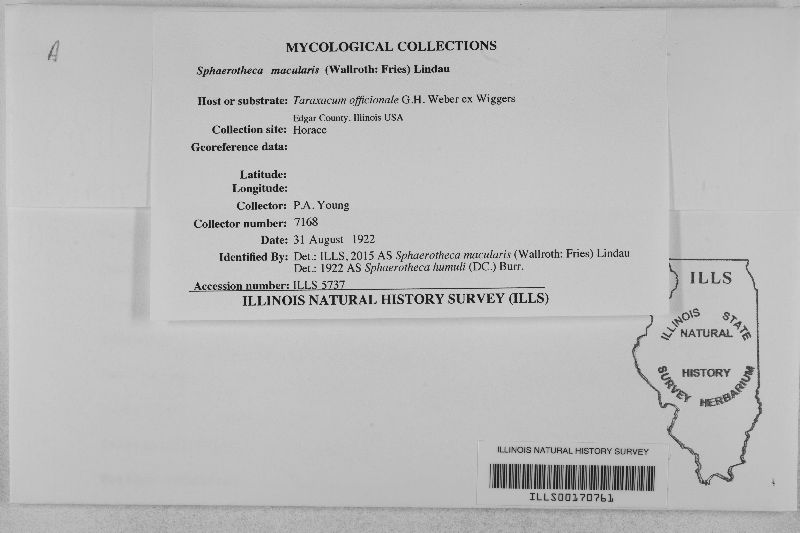 A
MYCOLOGICAL COLLECTIONS
Sphaerotheca macularis (Wallroth: Fries) Lindau
Host or substrate: Taraxacum officionale G.H. Weber ex Wiggers
Edgar County, Illinois USA
Collection site: Horace
Georeference data:
Latitude:
Longitude:
Collector: P.A. Young
Collector number: 7168
Date: 31 August 1922
Identified By: Det.: ILLS, 2015 AS Sphaerotheca macularis (Wallroth: Fries) Lindau
Det.: 1922 AS Sphaerotheca humuli (DC.) Burr.
Accession number: ILLS 5737
ILLINOIS NATURAL HISTORY SURVEY (ILLS)
ILLS
ILLINOIS STATE
NATURAL
HISTORY
SURVEY HERBARIUM
ILLINOIS NATURAL HISTORY SURVEY
ILLS00170761